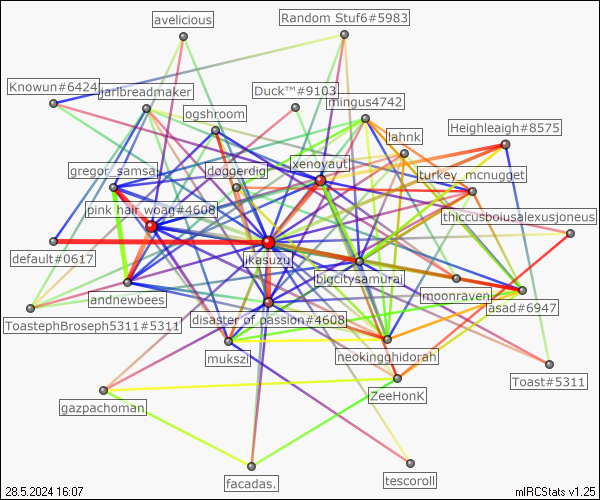 avelicious
Random Stuf6#5983
Knowun#6424
jarlbreadmaker
Duck™#9103
mingus4742
ogshroom
Heighleaigh#8575
lahnk
gregor_samsa
doggerdig
xenoyaut
turkey_mcnugget
pink hair woag#4608
thiccusboiusalexusjoneus
default#0617
ikasuzu
bigcitysamurai
andnewbees
moonraven
asad#6947
ToastephBroseph5311#5311
disaster of passion#4608
mukszi
neokingghidorah
Toast#5311
gazpachoman
ZeeHonK
facadas.
tescoroll
28.5.2024 16:07
mIRCStats v1.25